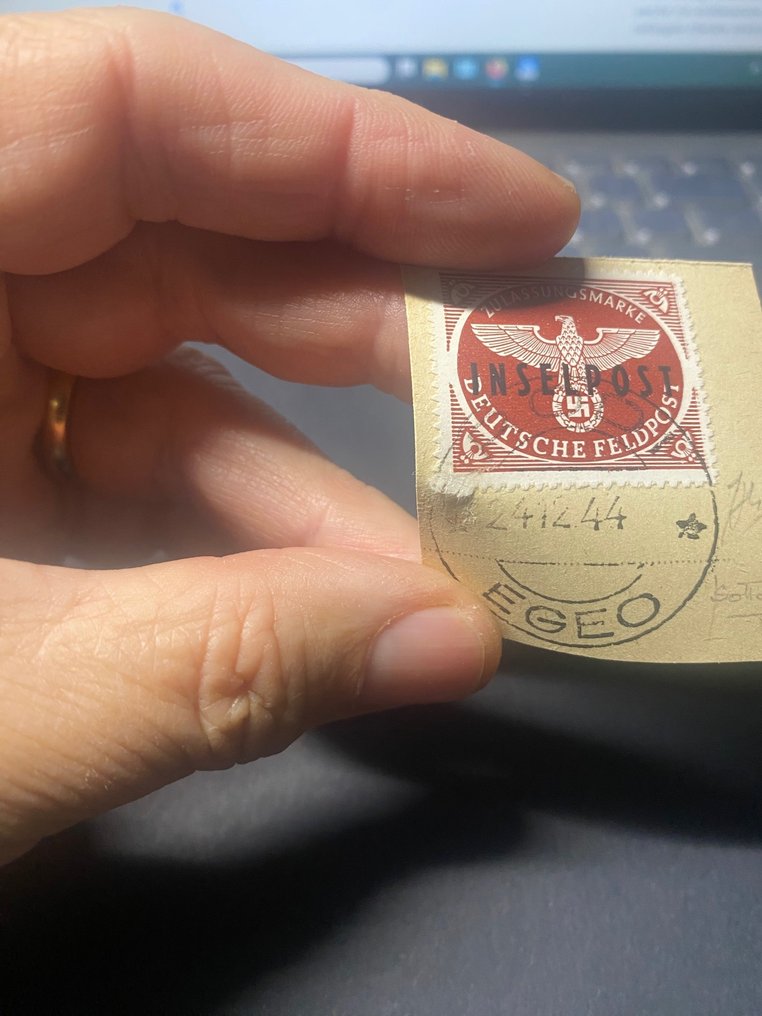 ZULASSUNGSMARKE
INSELPOST
DEUTSCHE FELDPOST
24 12 44
EGEO